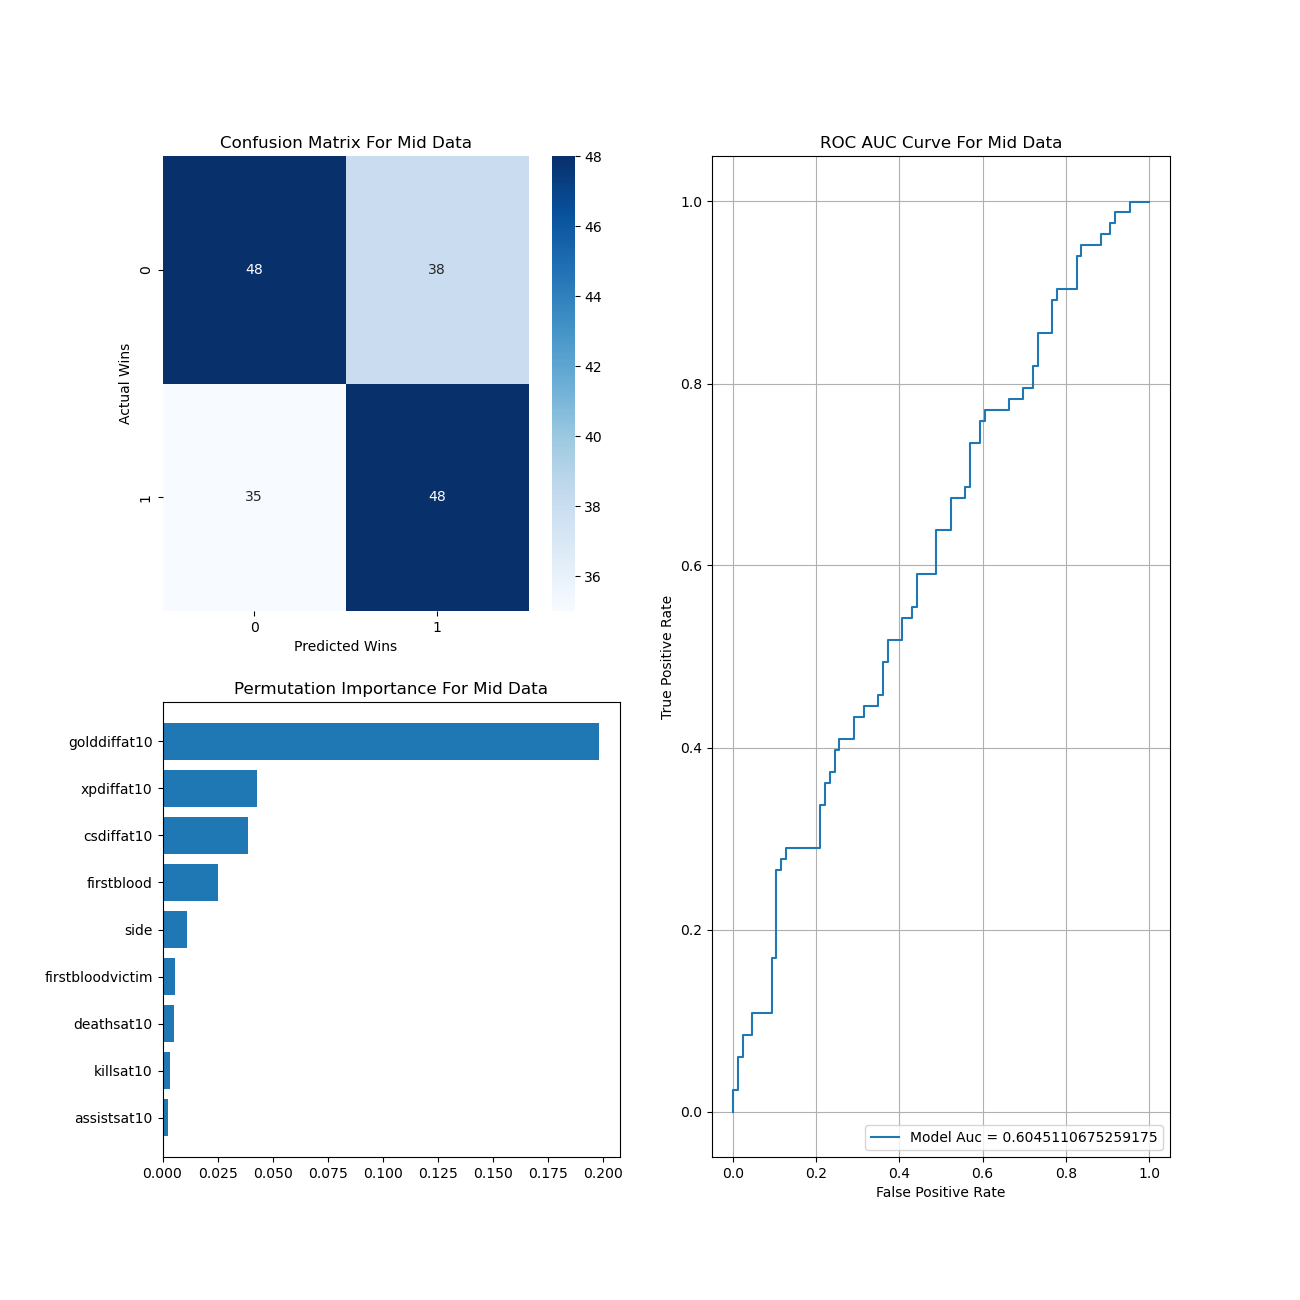 Confusion Matrix For Mid Data
48
38
35
48
0
1
Actual Wins
0
1
Predicted Wins
48
46
44
42
40
38
36
Permutation Importance For Mid Data
golddiffat10
xpdiffat10
csdiffat10
firstblood
side
firstbloodvictim
deathsat10
killsat10
assistsat10
0.000 0.025 0.050 0.075 0.100 0.125 0.150 0.175 0.200
ROC AUC Curve For Mid Data
1.0
0.8
0.6
0.4
0.2
0.0
True Positive Rate
Model Auc = 0.6045110675259175
0.0 0.2 0.4 0.6 0.8 1.0
False Positive Rate